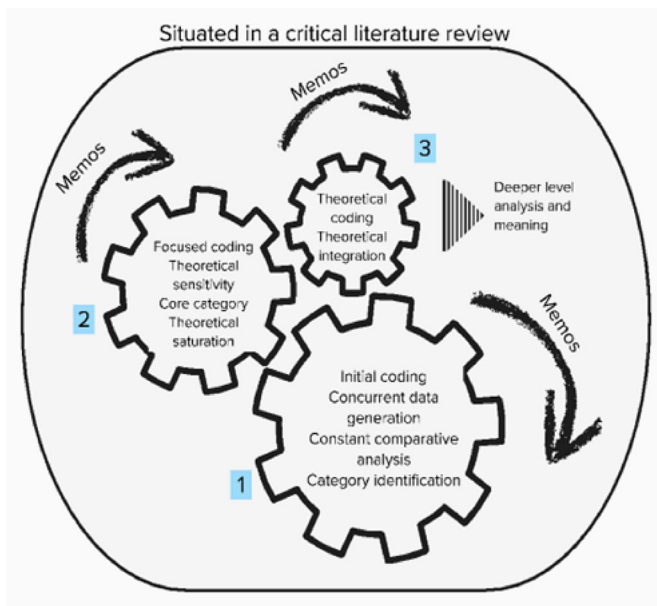 Situated in a critical literature review
Memos
3
Theoretical
coding
Theoretical
integration
Deeper level
analysis and
meaning
Memos
2
Focused coding
Theoretical
sensitivity
Core category
Theoretical
saturation
Memos
1
Initial coding
Concurrent data
generation
Constant comparative
analysis
Category identification